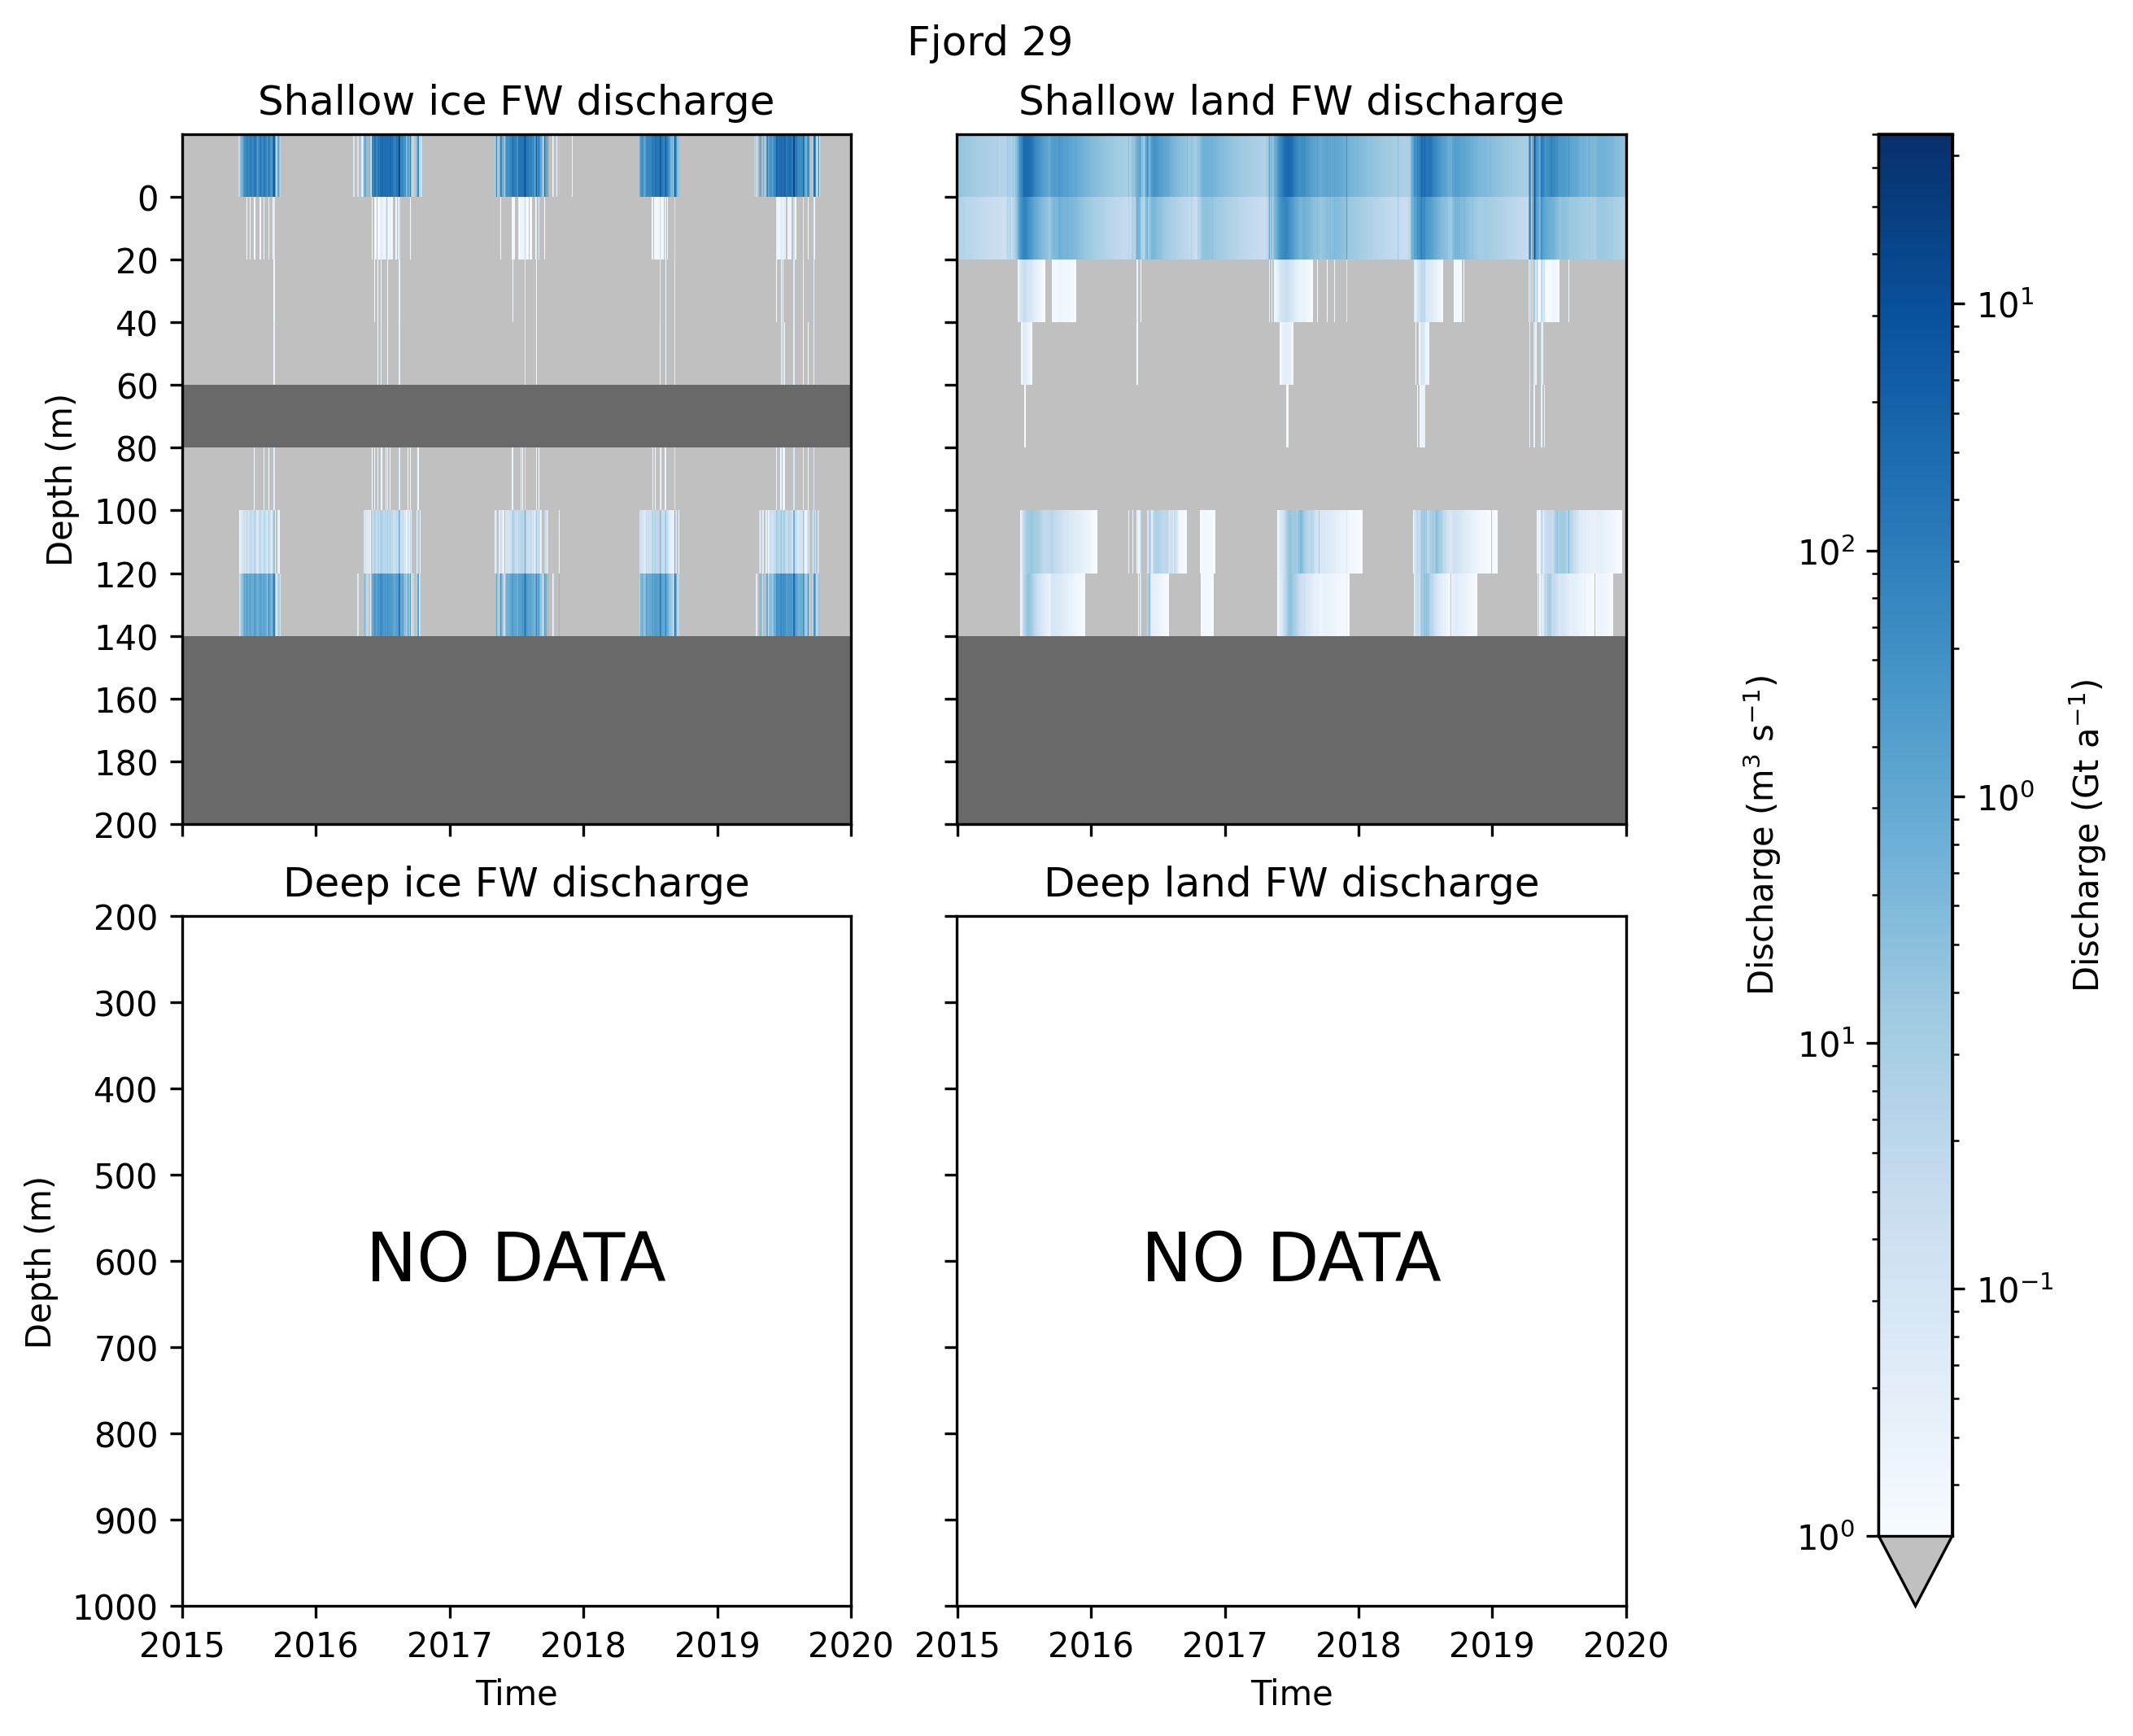 Fjord 29
Shallow ice FW discharge
Shallow land FW discharge
0
20
40
60
80
100
120
140
160
180
200
Depth (m)
Deep ice FW discharge
Deep land FW discharge
200
300
400
500
600
700
800
900
1000
Depth (m)
NO DATA
NO DATA
2015 2016 2017 2018 2019 2020
2015 2016 2017 2018 2019 2020
Time
Time
10²
10¹
10⁰
Discharge (m³ s⁻¹)
10¹
10⁰
10⁻¹
Discharge (Gt a⁻¹)